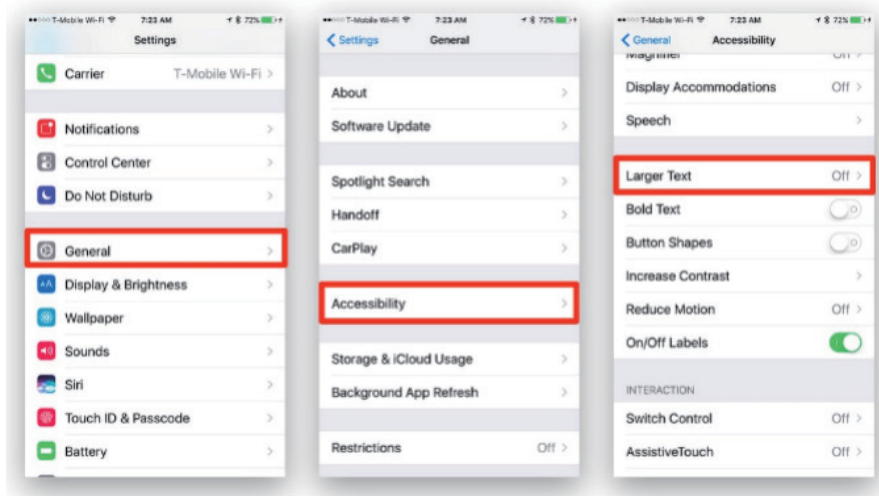 T-Mobile Wi-Fi 7:23 AM 72%
Settings
Carrier T-Mobile Wi-Fi
Notifications
Control Center
Do Not Disturb
General
Display & Brightness
Wallpaper
Sounds
Siri
Touch ID & Passcode
Battery
T-Mobile Wi-Fi 7:23 AM 72%
Settings General
About
Software Update
Spotlight Search
Handoff
CarPlay
Accessibility
Storage & iCloud Usage
Background App Refresh
Restrictions Off
T-Mobile Wi-Fi 7:23 AM 72%
General Accessibility
Magnifier Off
Display Accommodations Off
Speech
Larger Text Off
Bold Text
Button Shapes
Increase Contrast
Reduce Motion Off
On/Off Labels
INTERACTION
Switch Control Off
AssistiveTouch Off